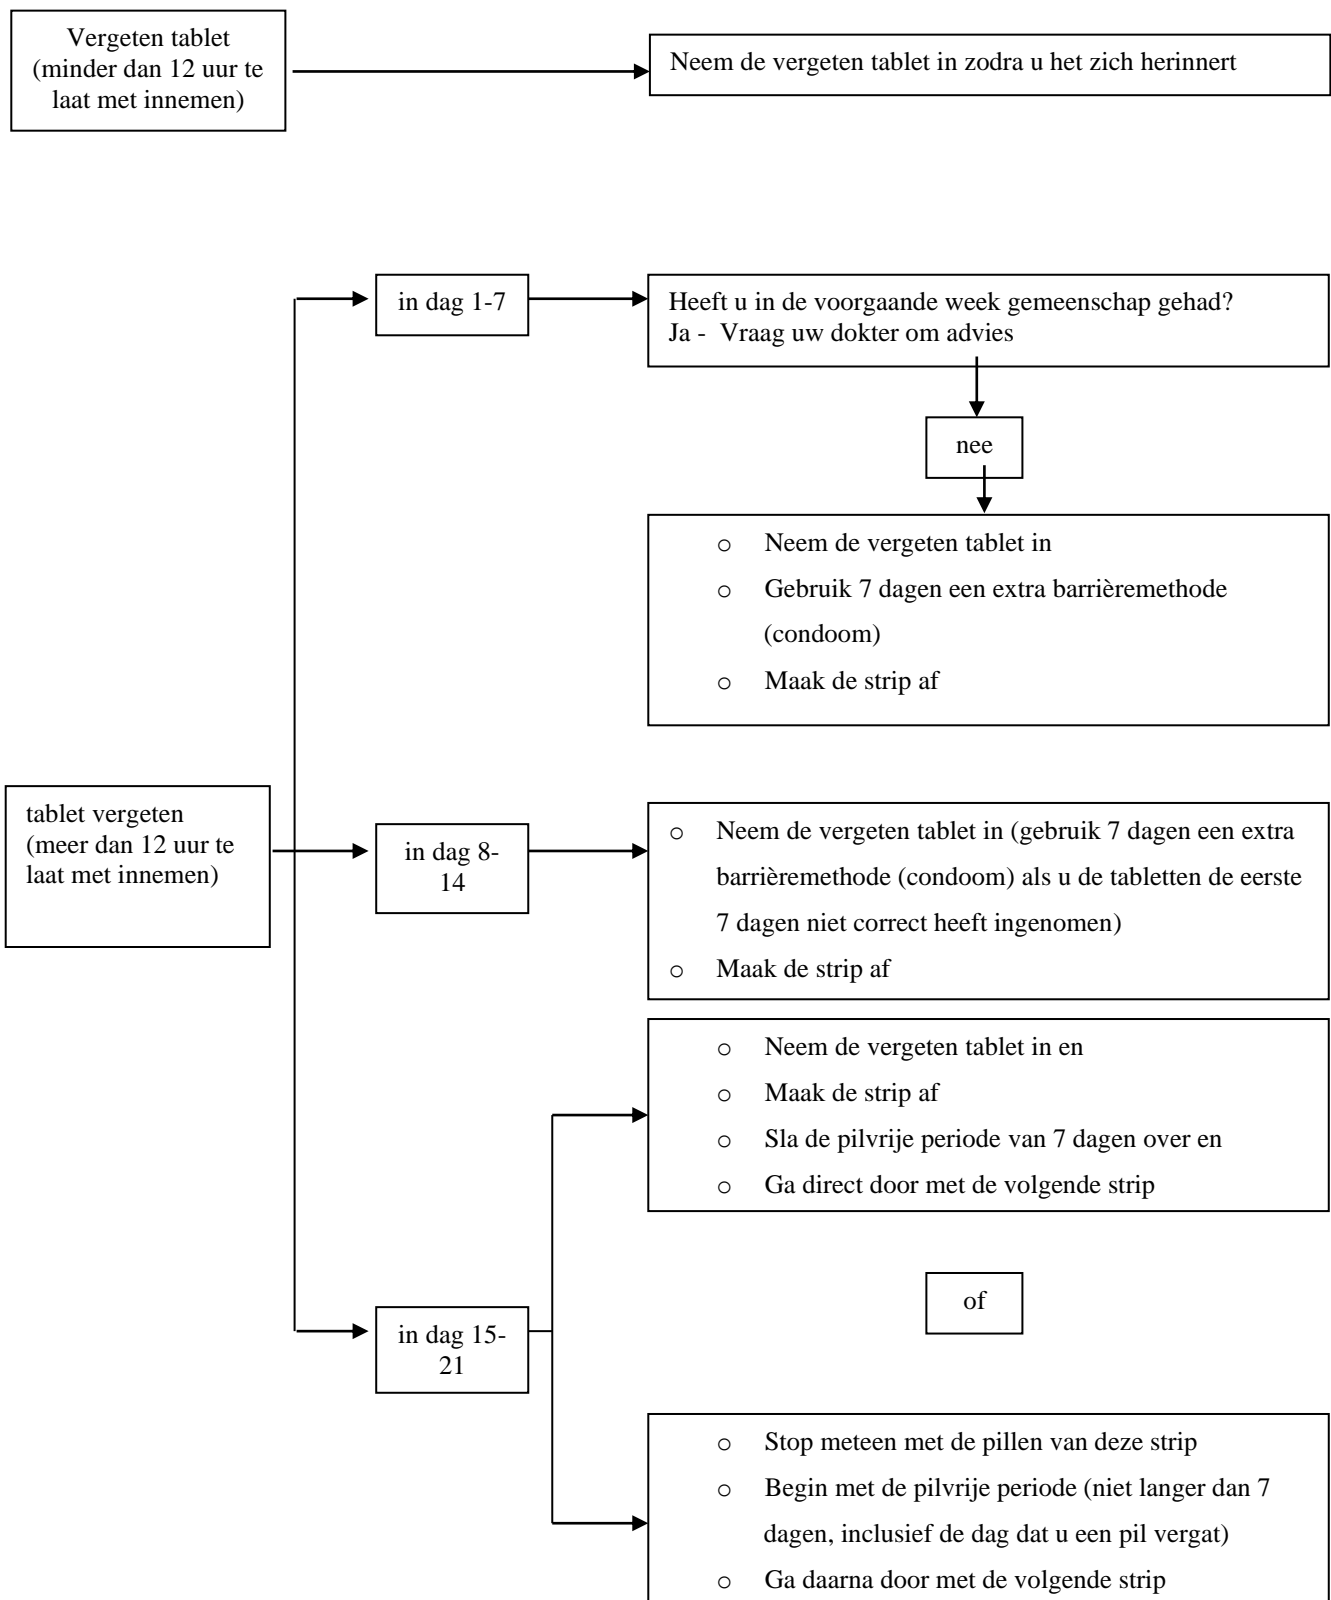 Vergeten tablet
(minder dan 12 uur te
laat met innemen)
Neem de vergeten tablet in zodra u het zich herinnert
in dag 1-7
Heeft u in de voorgaande week gemeenschap gehad?
Ja - Vraag uw dokter om advies
nee
o Neem de vergeten tablet in
o Gebruik 7 dagen een extra barrièremethode
(condoom)
o Maak de strip af
tablet vergeten
(meer dan 12 uur te
laat met innemen)
in dag 8-
14
o Neem de vergeten tablet in (gebruik 7 dagen een extra
barrièremethode (condoom) als u de tabletten de eerste
7 dagen niet correct heeft ingenomen)
o Maak de strip af
o Neem de vergeten tablet in en
o Maak de strip af
o Sla de pilvrije periode van 7 dagen over en
o Ga direct door met de volgende strip
of
in dag 15-
21
o Stop meteen met de pillen van deze strip
o Begin met de pilvrije periode (niet langer dan 7
dagen, inclusief de dag dat u een pil vergat)
o Ga daarna door met de volgende strip